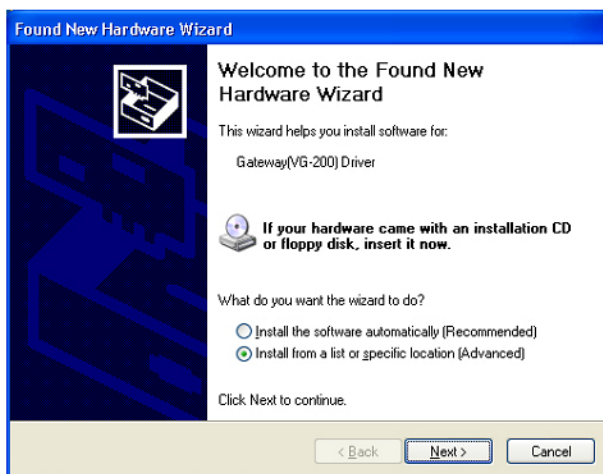 Found New Hardware Wizard
Welcome to the Found New
Hardware Wizard
This wizard helps you install software for:
Gateway(VG-200) Driver
If your hardware came with an installation CD
or floppy disk, insert it now.
What do you want the wizard to do?
Install the software automatically (Recommended)
Install from a list or specific location (Advanced)
Click Next to continue.
< Back Next > Cancel